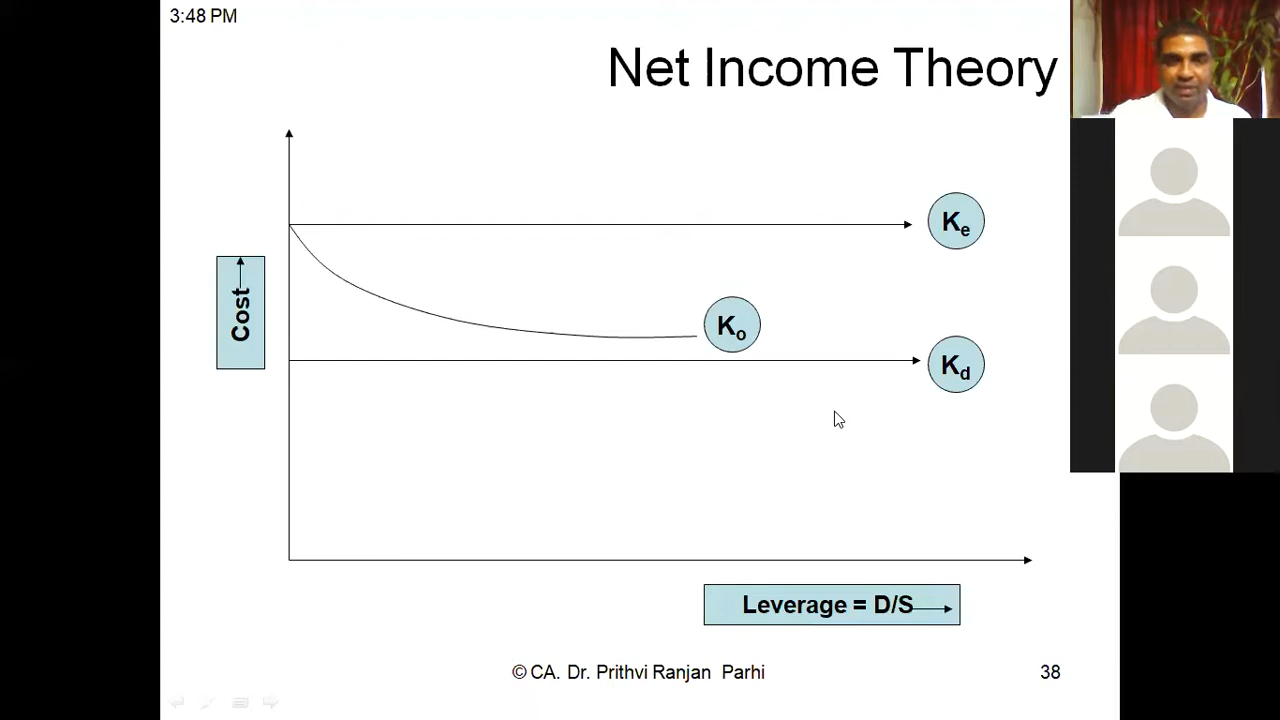 3:48 PM
Net Income Theory
Ke
Cost
Ko
Kd
Leverage = D/S
© CA. Dr. Prithvi Ranjan Parhi
38